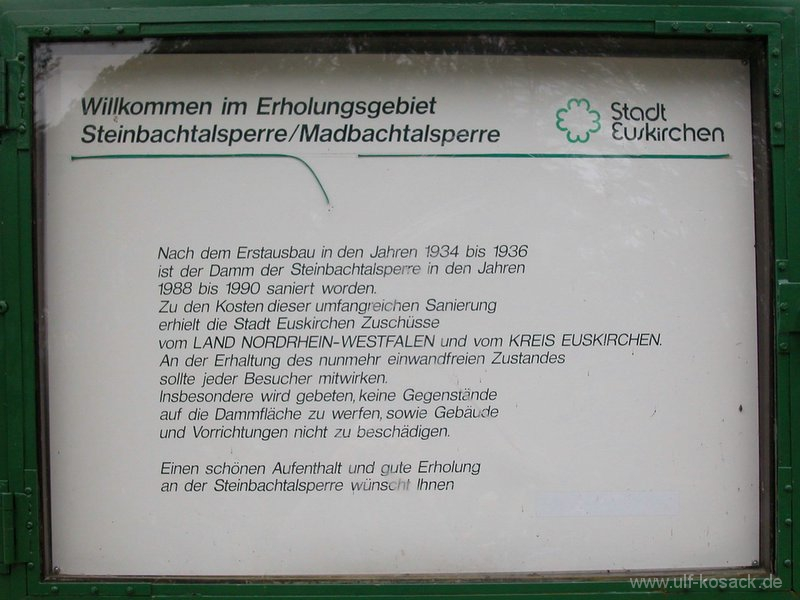 Willkommen im Erholungsgebiet
Steinbachtalsperre/Madbachtalsperre
Stadt
Euskirchen
Nach dem Erstausbau in den Jahren 1934 bis 1936
ist der Damm der Steinbachtalsperre in den Jahren
1988 bis 1990 saniert worden.
Zu den Kosten dieser umfangreichen Sanierung
erhielt die Stadt Euskirchen Zuschüsse
vom LAND NORDRHEIN-WESTFALEN und vom KREIS EUSKIRCHEN.
An der Erhaltung des nunmehr einwandfreien Zustandes
sollte jeder Besucher mitwirken.
Insbesondere wird gebeten, keine Gegenstände
auf die Dammfläche zu werfen, sowie Gebäude
und Vorrichtungen nicht zu beschädigen.
Einen schönen Aufenthalt und gute Erholung
an der Steinbachtalsperre wünscht Ihnen
www.ulf-kosack.de